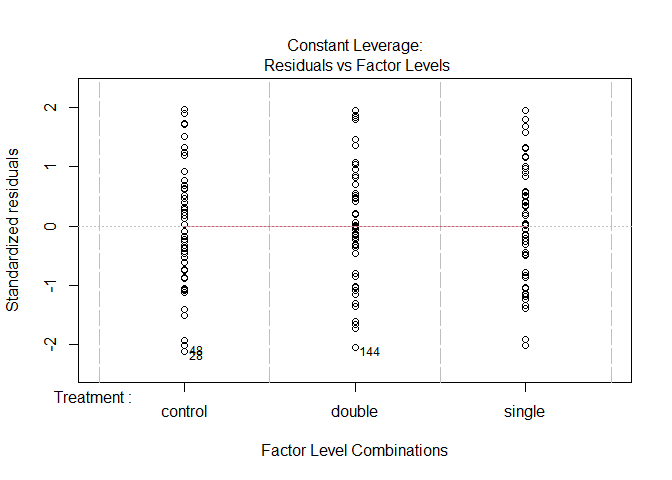 Constant Leverage:
Residuals vs Factor Levels
Standardized residuals
2
1
0
-1
-2
48
28
144
Treatment :
control
double
single
Factor Level Combinations